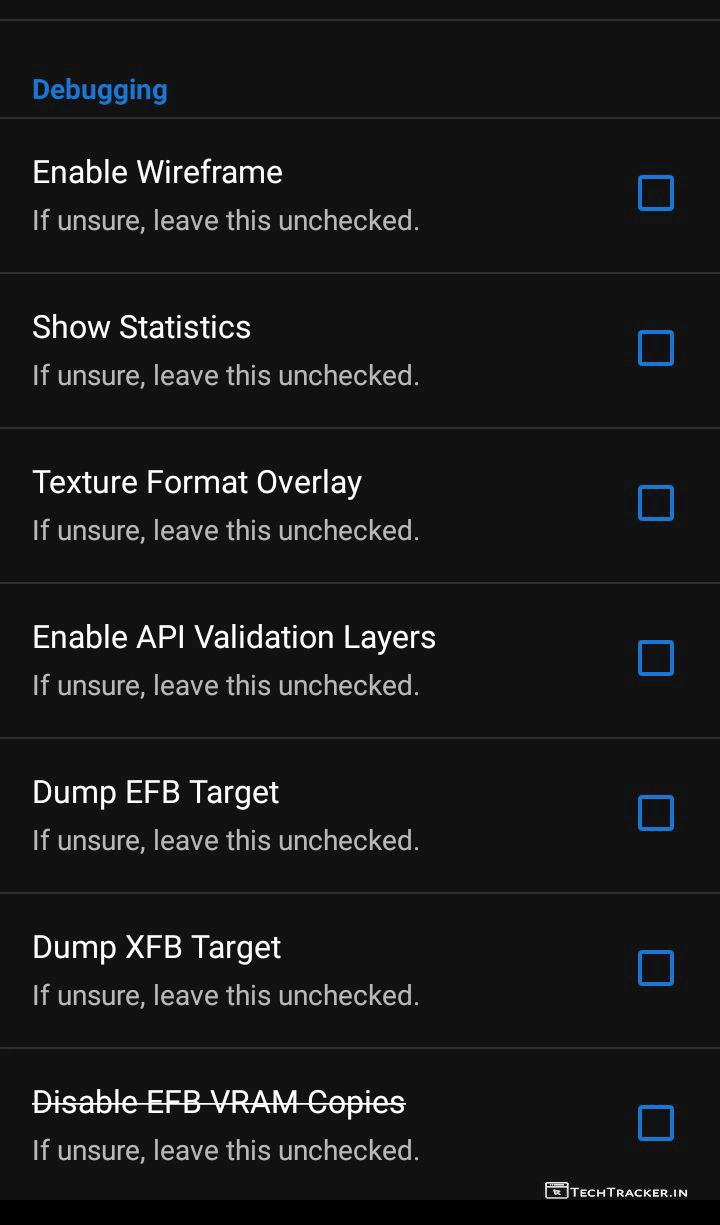 Debugging
Enable Wireframe
If unsure, leave this unchecked.
Show Statistics
If unsure, leave this unchecked.
Texture Format Overlay
If unsure, leave this unchecked.
Enable API Validation Layers
If unsure, leave this unchecked.
Dump EFB Target
If unsure, leave this unchecked.
Dump XFB Target
If unsure, leave this unchecked.
Disable EFB VRAM Copies
If unsure, leave this unchecked.
TECHTRACKER.IN